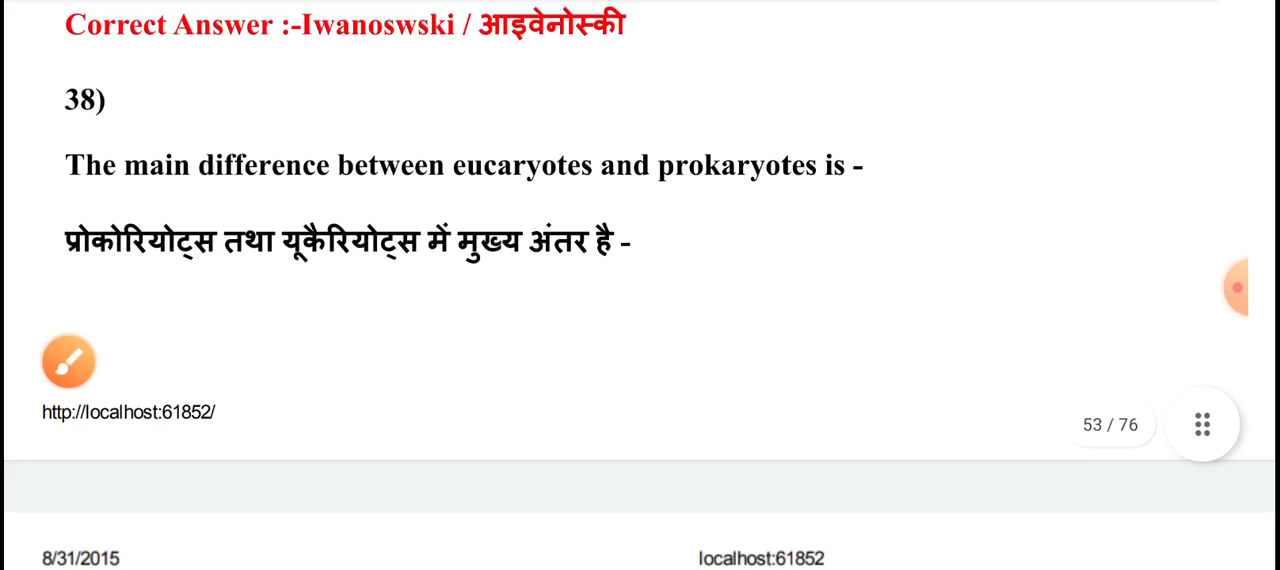 Correct Answer :-Iwanoswski / आइवेनोस्की
38)
The main difference between eucaryotes and prokaryotes is -
प्रोकोरियोट्स तथा यूकैरियोट्स में मुख्य अंतर है -
http://localhost:61852/
53 / 76
8/31/2015 localhost:61852